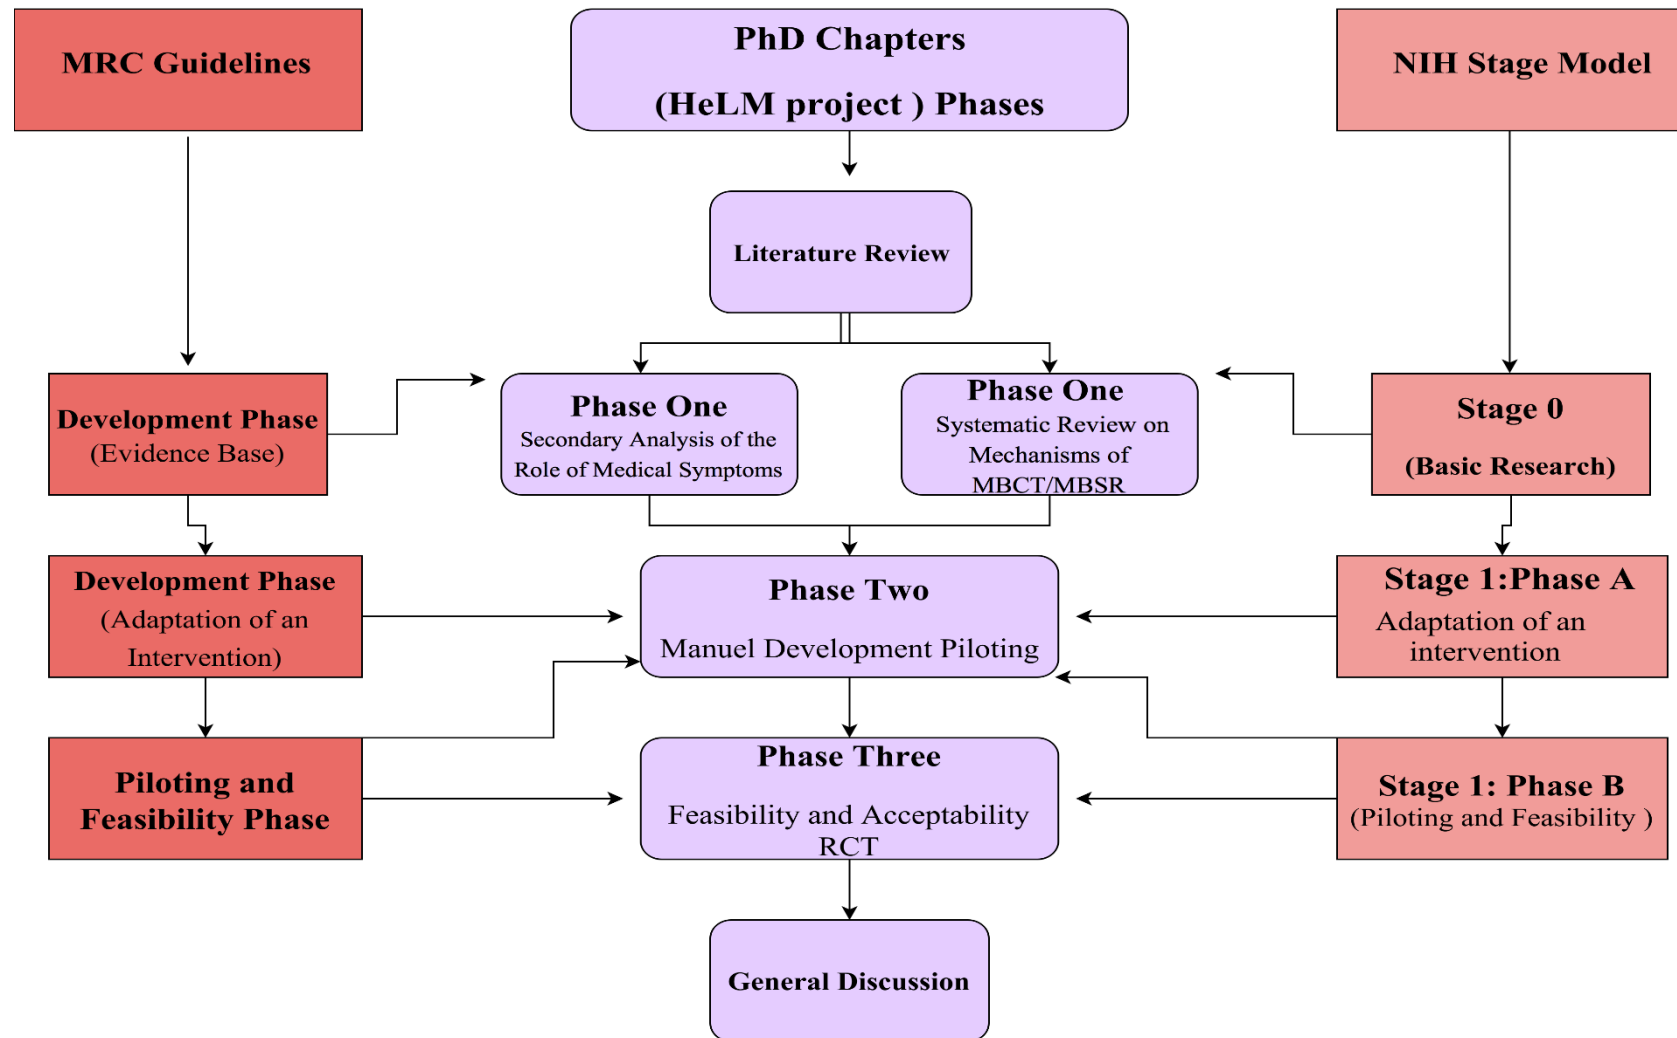 MRC Guidelines
PhD Chapters
(HeLM project ) Phases
NIH Stage Model
Literature Review
Development Phase
(Evidence Base)
Phase One
Secondary Analysis of the
Role of Medical Symptoms
Phase One
Systematic Review on
Mechanisms of
MBCT/MBSR
Stage 0
(Basic Research)
Development Phase
(Adaptation of an
Intervention)
Phase Two
Manuel Development Piloting
Stage 1:Phase A
Adaptation of an
intervention
Piloting and
Feasibility Phase
Phase Three
Feasibility and Acceptability
RCT
Stage 1: Phase B
(Piloting and Feasibility )
General Discussion